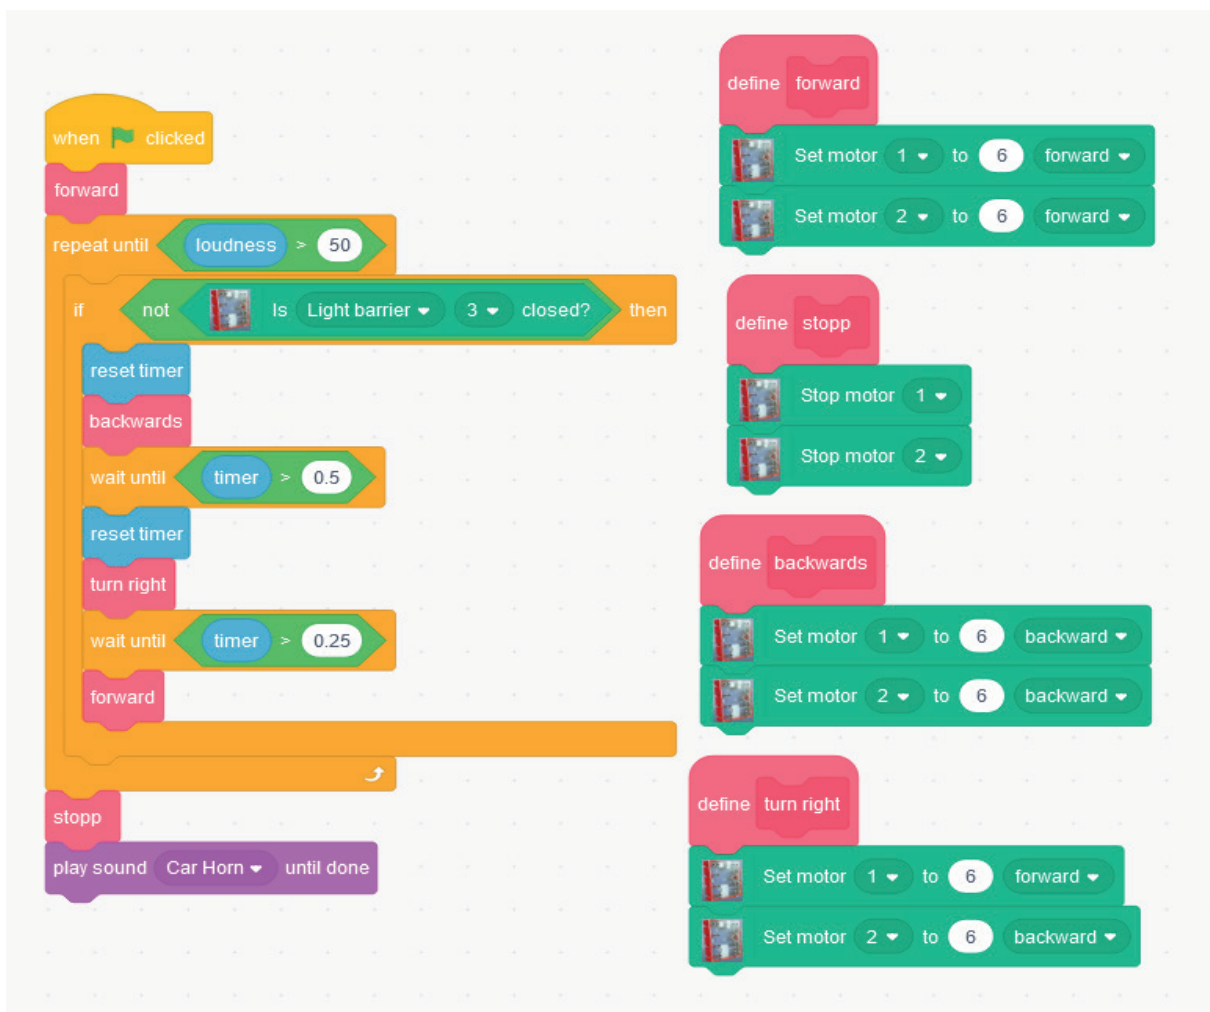 when clicked
forward
repeat until loudness > 50
if not Is Light barrier 3 closed? then
reset timer
backwards
wait until timer > 0.5
reset timer
turn right
wait until timer > 0.25
forward
stopp
play sound Car Horn until done
define forward
Set motor 1 to 6 forward
Set motor 2 to 6 forward
define stopp
Stop motor 1
Stop motor 2
define backwards
Set motor 1 to 6 backward
Set motor 2 to 6 backward
define turn right
Set motor 1 to 6 forward
Set motor 2 to 6 backward